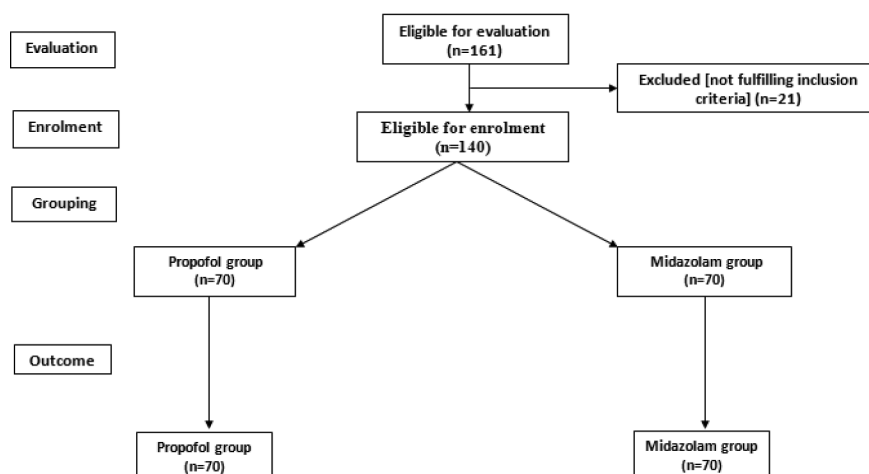 Evaluation
Eligible for evaluation
(n=161)
Excluded [not fulfilling inclusion
criteria] (n=21)
Enrolment
Eligible for enrolment
(n=140)
Grouping
Propofol group
(n=70)
Midazolam group
(n=70)
Outcome
Propofol group
(n=70)
Midazolam group
(n=70)